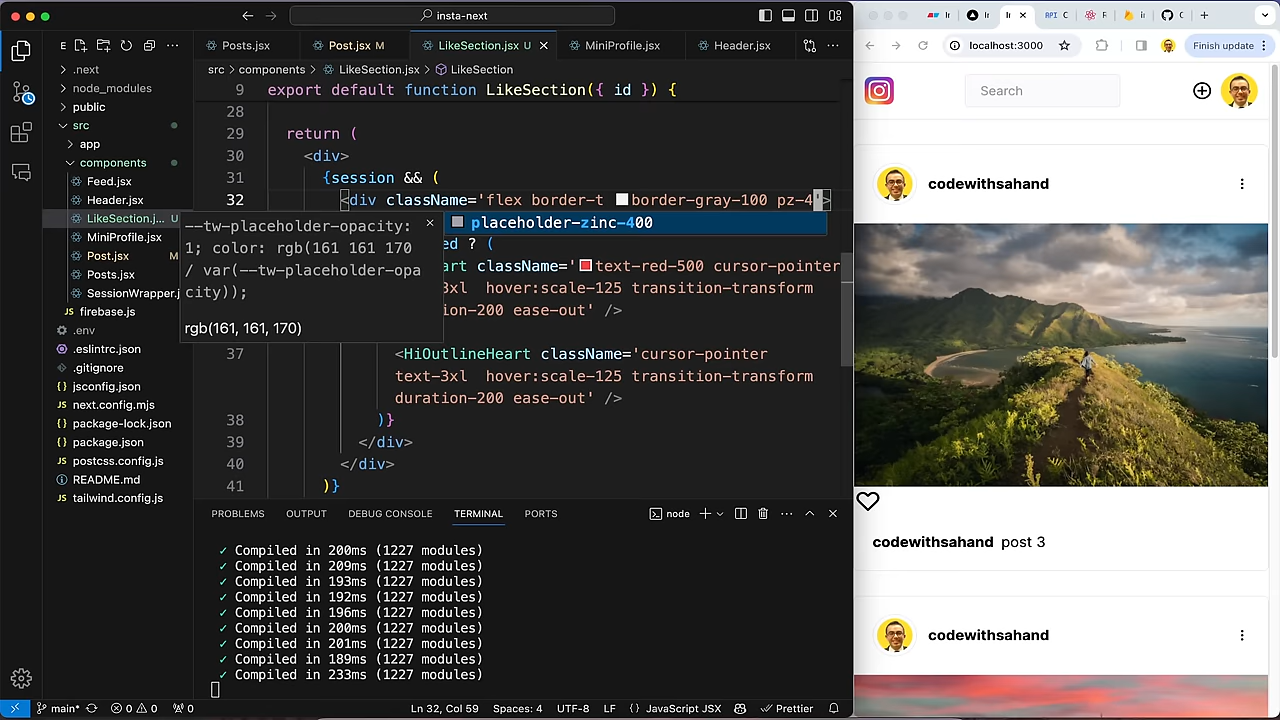 insta-next
Posts.jsx
Post.jsx M
LikeSection.jsx U
MiniProfile.jsx
Header.jsx
src > components > LikeSection.jsx > LikeSection
E
.next
node_modules
public
src
app
components
Feed.jsx
Header.jsx
LikeSection.j... U
MiniProfile.jsx
Post.jsx M
Posts.jsx
SessionWrapper.j
firebase.js
.env
.eslintrc.json
.gitignore
jsconfig.json
next.config.mjs
package-lock.json
package.json
postcss.config.js
README.md
tailwind.config.js
9 export default function LikeSection({ id }) {
28
29 return (
30 <div>
31 {session && (
32 <div className='flex border-t border-gray-100 pz-4'>
placeholder-zinc-400
--tw-placeholder-opacity:
1; color: rgb(161 161 170
/ var(--tw-placeholder-opa
city));
rgb(161, 161, 170)
ed ? (
art className='text-red-500 cursor-pointer
3xl hover:scale-125 transition-transform
on-200 ease-out' />
37 <HiOutlineHeart className='cursor-pointer
text-3xl hover:scale-125 transition-transform
duration-200 ease-out' />
38 )}
39 </div>
40 </div>
41 )}
PROBLEMS OUTPUT DEBUG CONSOLE TERMINAL PORTS
node
✓ Compiled in 200ms (1227 modules)
✓ Compiled in 209ms (1227 modules)
✓ Compiled in 193ms (1227 modules)
✓ Compiled in 192ms (1227 modules)
✓ Compiled in 196ms (1227 modules)
✓ Compiled in 200ms (1227 modules)
✓ Compiled in 201ms (1227 modules)
✓ Compiled in 189ms (1227 modules)
✓ Compiled in 233ms (1227 modules)
main* 0 0 0
Ln 32, Col 59 Spaces: 4 UTF-8 LF {} JavaScript JSX Prettier
API C
localhost:3000
Finish update
Search
codewithsahand
codewithsahand post 3
codewithsahand